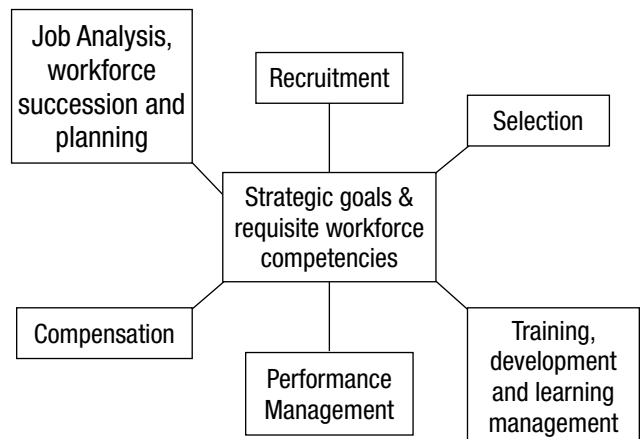 Job Analysis,
workforce
succession and
planning
Recruitment
Selection
Strategic goals &
requisite workforce
competencies
Compensation
Performance
Management
Training,
development
and learning
management